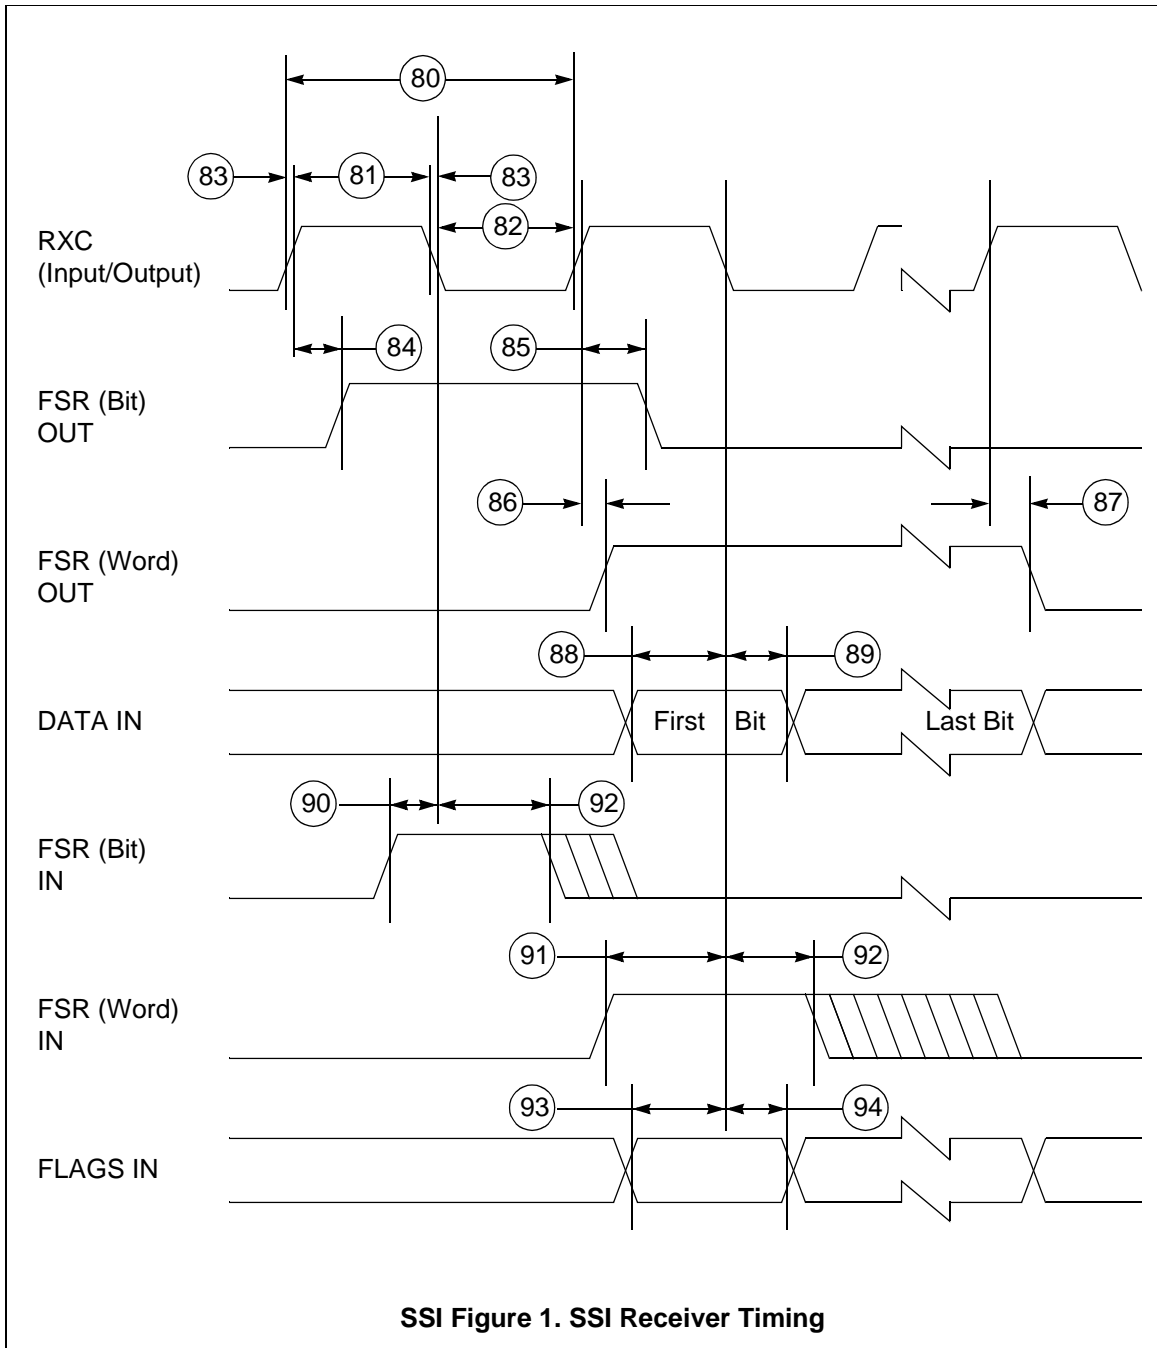 80
83
81
83
82
RXC
(Input/Output)
84
85
FSR (Bit)
OUT
86
87
FSR (Word)
OUT
88
89
DATA IN
First Bit
Last Bit
90
92
FSR (Bit)
IN
91
92
FSR (Word)
IN
93
94
FLAGS IN
SSI Figure 1. SSI Receiver Timing